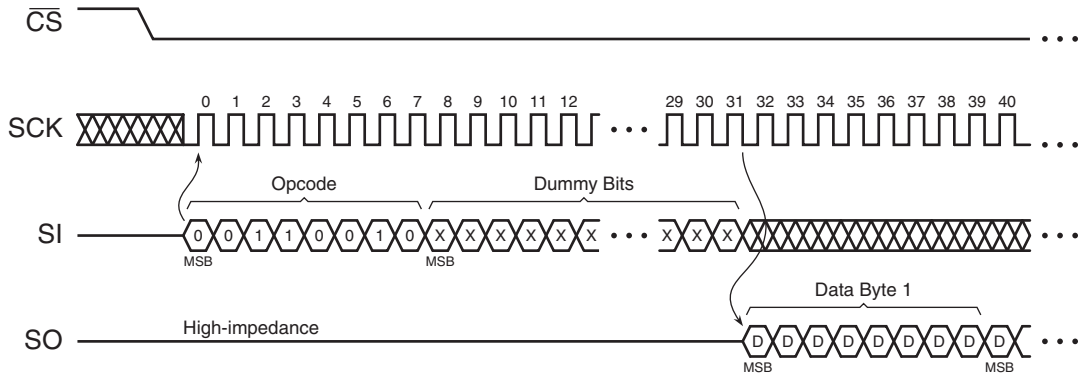 CS
0 1 2 3 4 5 6 7 8 9 10 11 12 29 30 31 32 33 34 35 36 37 38 39 40
SCK
Opcode Dummy Bits
SI 0 0 1 1 0 0 1 0 X X X X X X X X X
MSB MSB
Data Byte 1
High-impedance
SO D D D D D D D D D
MSB MSB